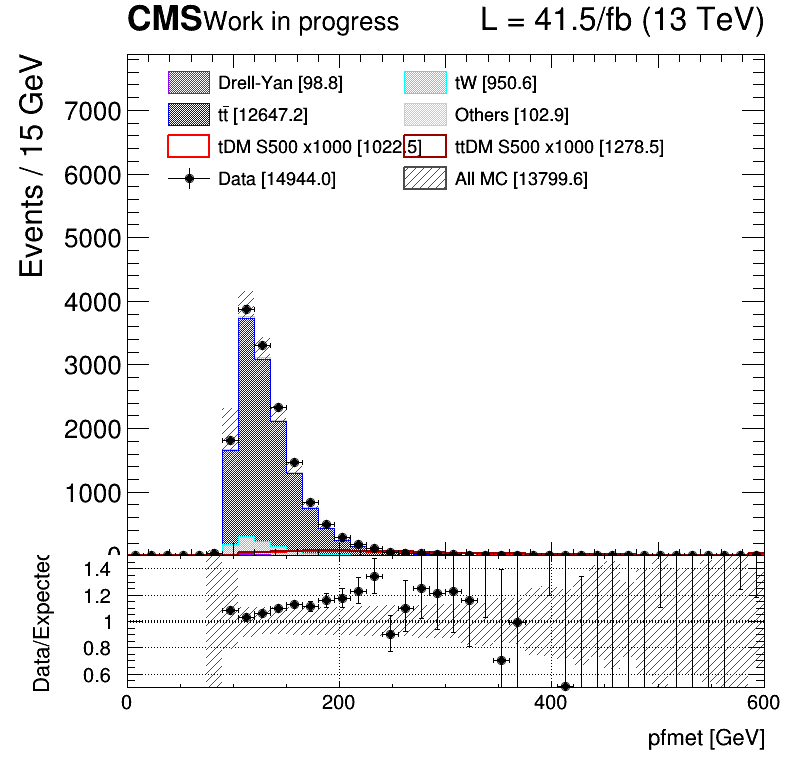 CMS Work in progress L = 41.5/fb (13 TeV)
Events / 15 GeV
Drell-Yan [98.8] tW [950.6]
tt̄ [12647.2] Others [102.9]
tDM S500 x1000 [1022.5] ttDM S500 x1000 [1278.5]
Data [14944.0] All MC [13799.6]
7000
6000
5000
4000
3000
2000
1000
0
Data/Expected
1.4
1.2
1
0.8
0.6
0 200 400 600
pfmet [GeV]